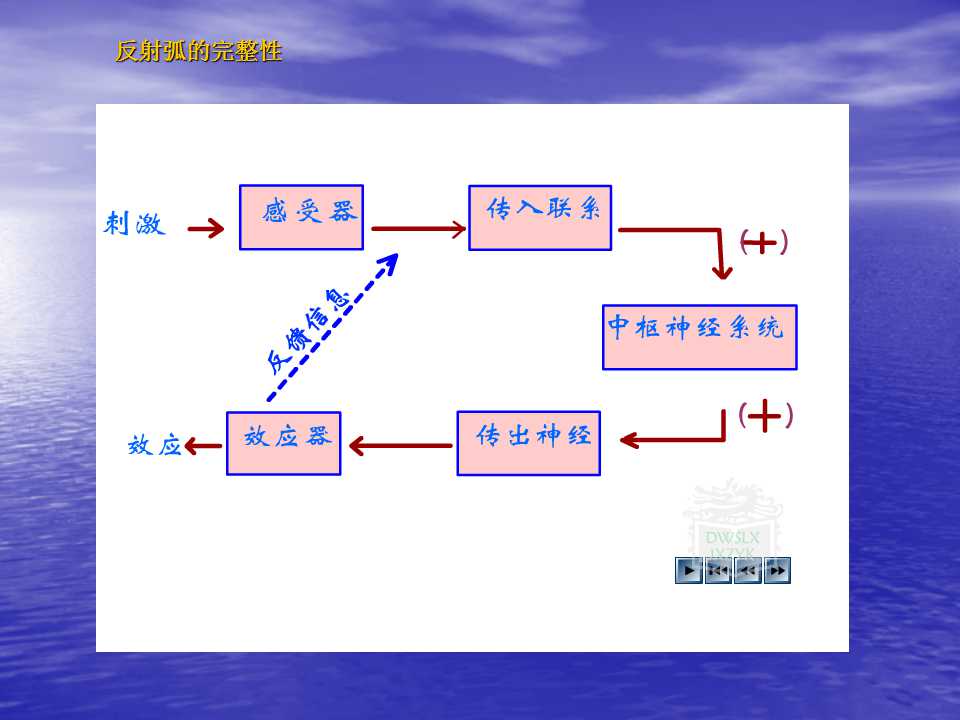 反射弧的完整性
刺激
感受器
传入联系
(+)
反馈信息
中枢神经系统
效应
效应器
传出神经
(+)
DWSLX
JXZYK